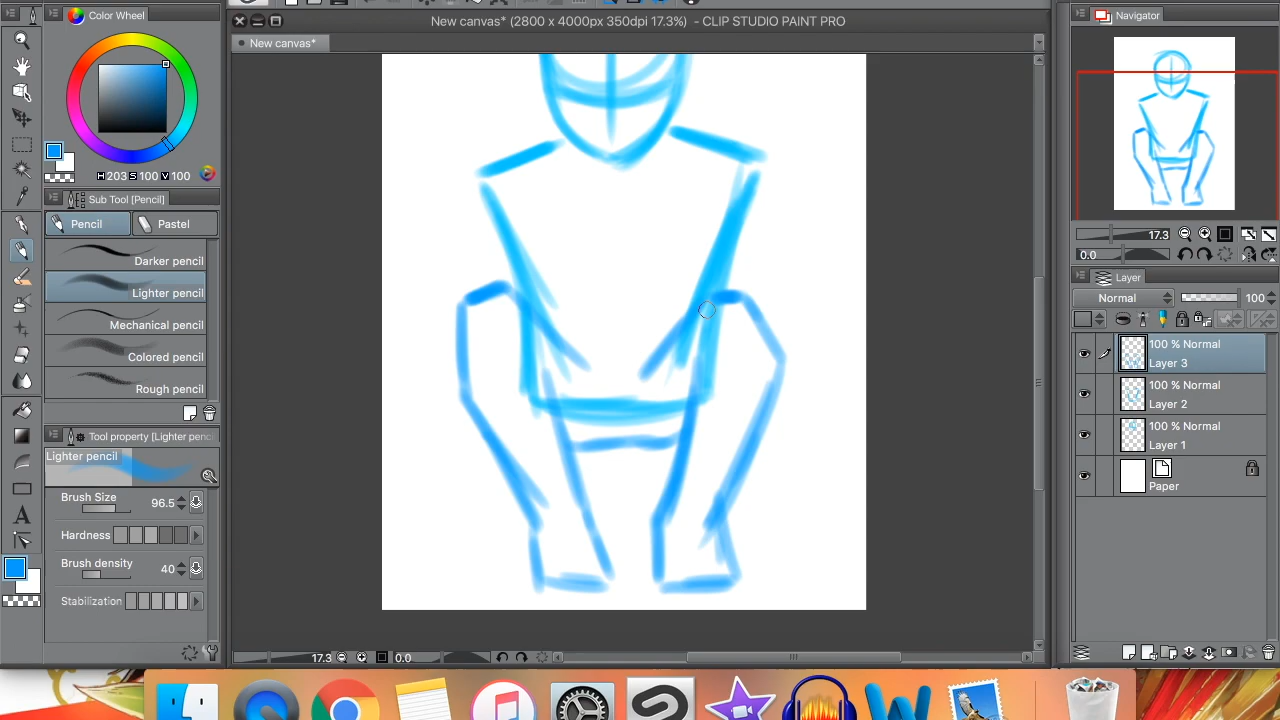 Color Wheel
H 203 S 100 V 100
Sub Tool [Pencil]
Pencil
Pastel
Darker pencil
Lighter pencil
Mechanical pencil
Colored pencil
Rough pencil
Tool property [Lighter penc
Lighter pencil
Brush Size 96.5
Hardness
Brush density 40
Stabilization
A
New canvas* (2800 x 4000px 350dpi 17.3%) - CLIP STUDIO PAINT PRO
New canvas*
17.3
0.0
Navigator
17.3
0.0
Layer
Normal 100
100 % Normal
Layer 3
100 % Normal
Layer 2
100 % Normal
Layer 1
Paper
W